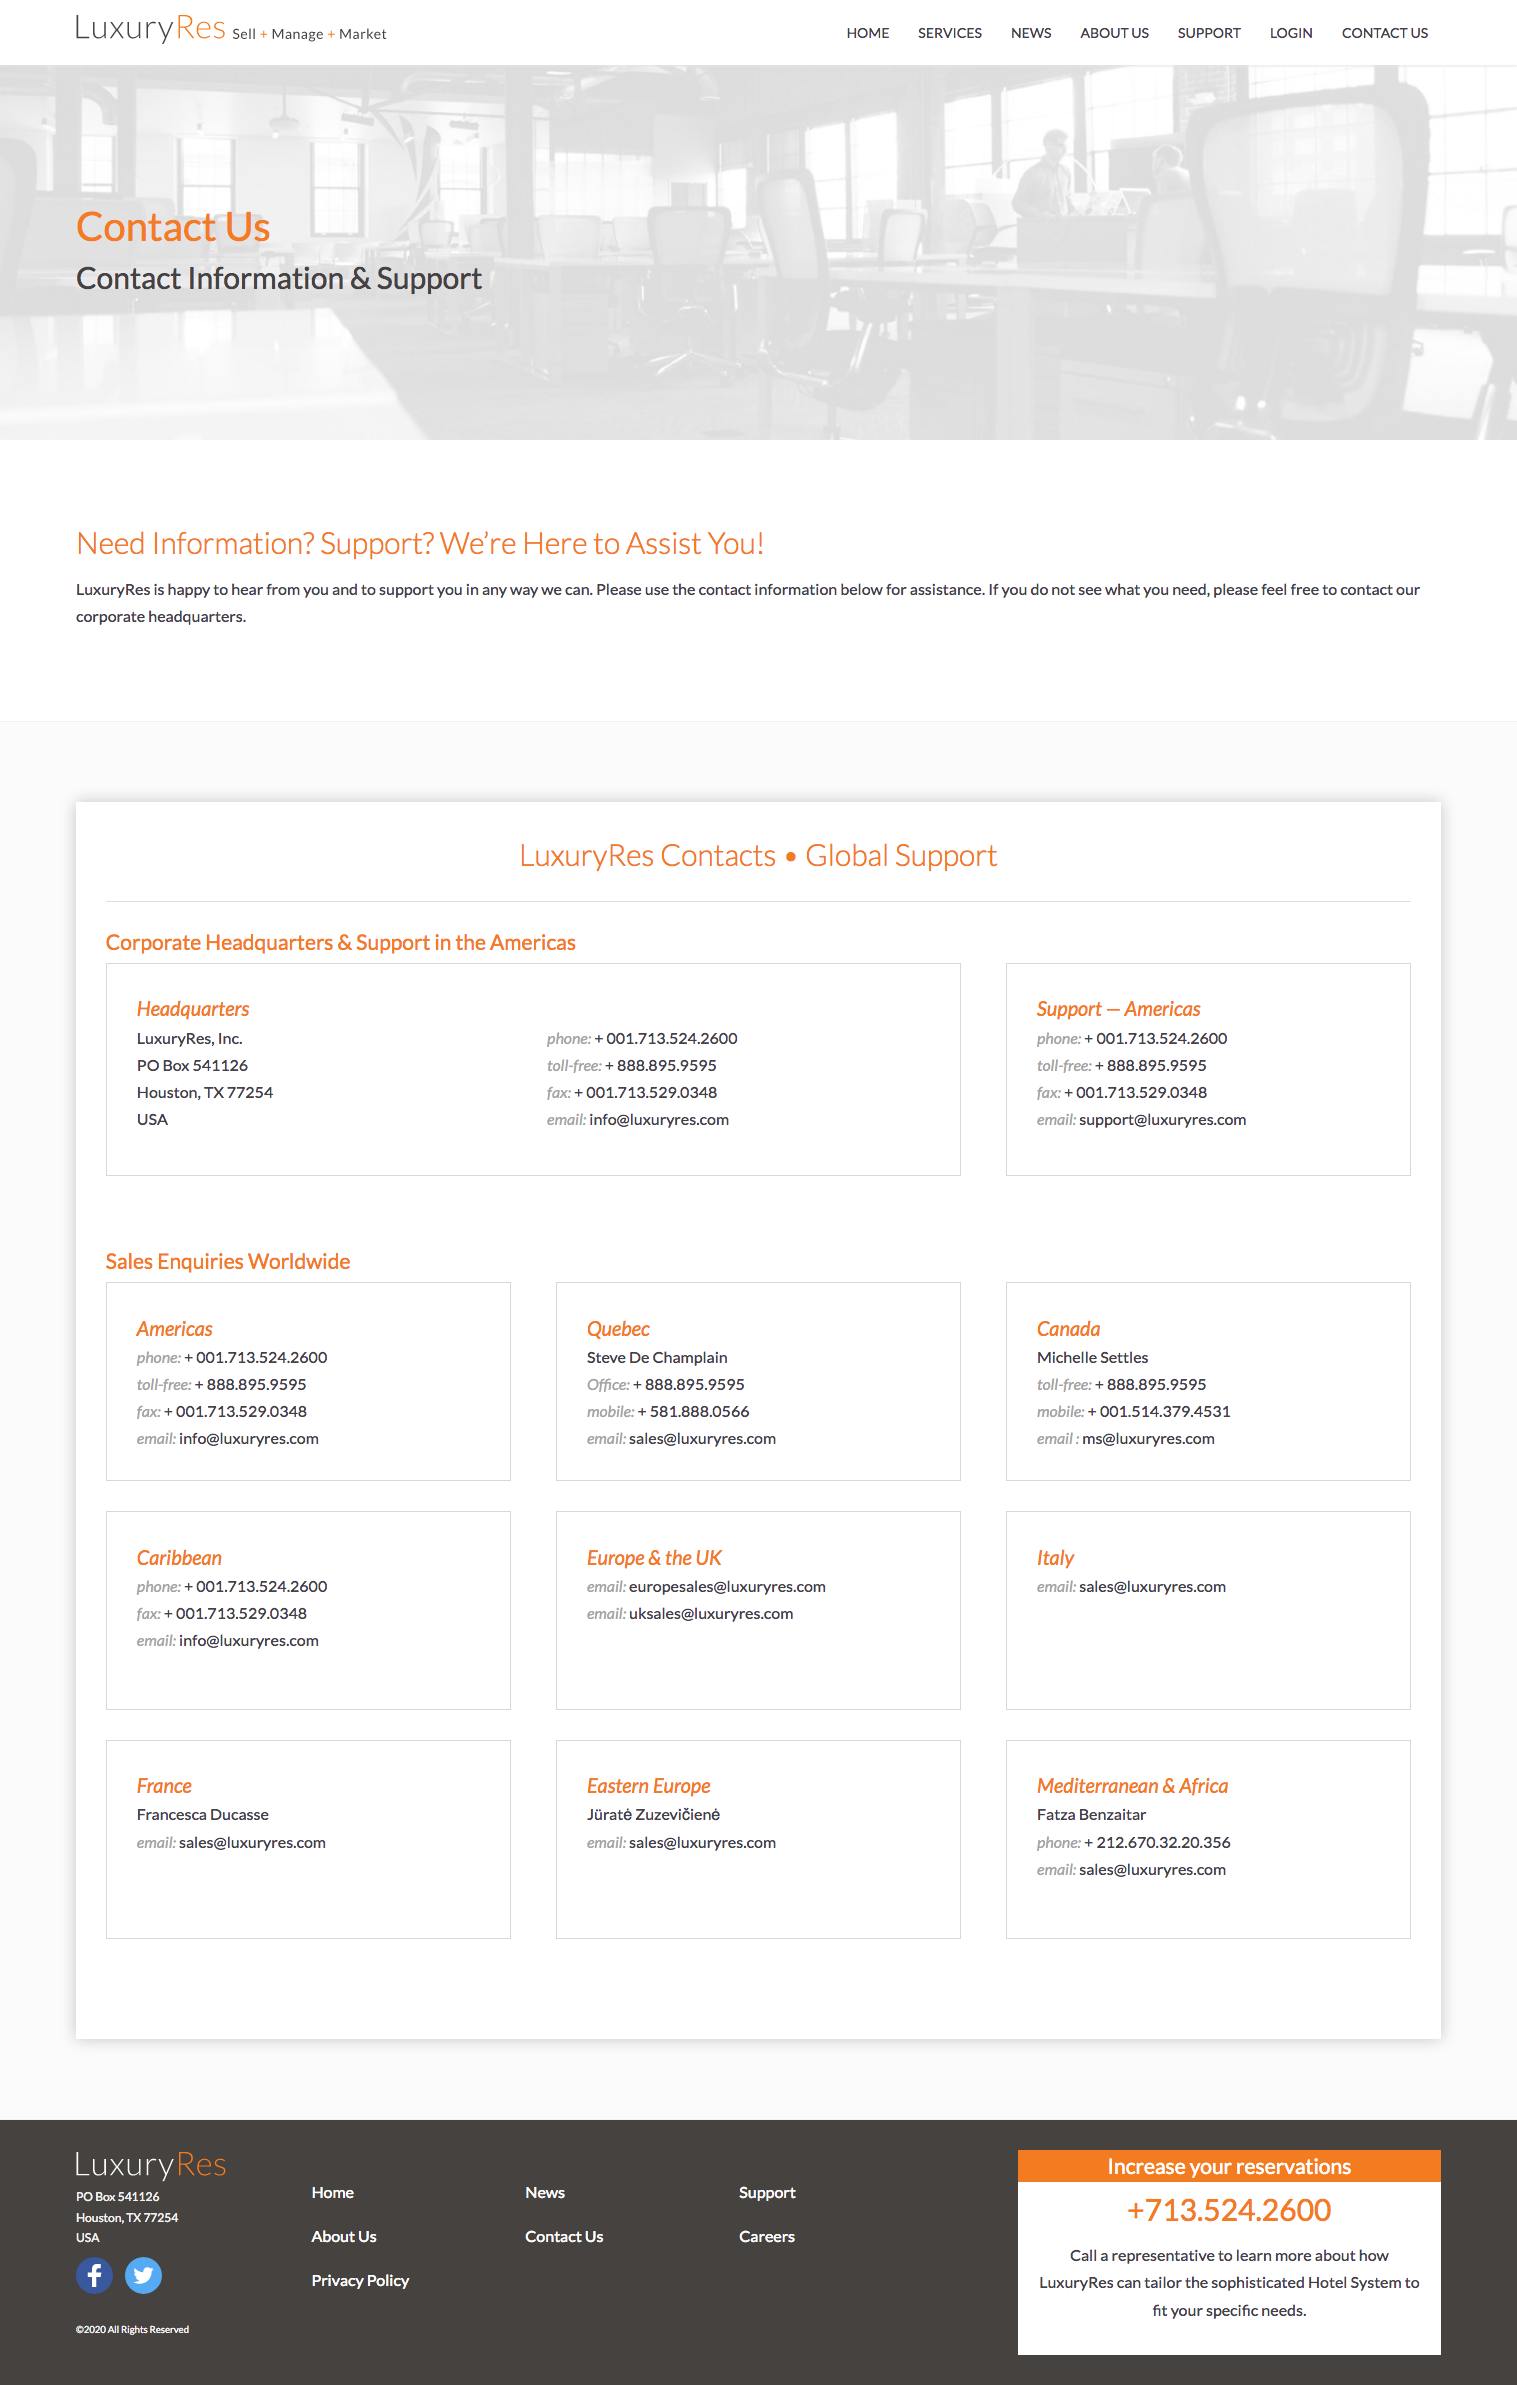 LuxuryRes Sell + Manage + Market
HOME SERVICES NEWS ABOUT US SUPPORT LOGIN CONTACT US
Contact Us
Contact Information & Support
Need Information? Support? We’re Here to Assist You!
LuxuryRes is happy to hear from you and to support you in any way we can. Please use the contact information below for assistance. If you do not see what you need, please feel free to contact our
corporate headquarters.
LuxuryRes Contacts • Global Support
Corporate Headquarters & Support in the Americas
Headquarters
LuxuryRes, Inc.
PO Box 541126
Houston, TX 77254
USA
phone: + 001.713.524.2600
toll-free: + 888.895.9595
fax: + 001.713.529.0348
email: info@luxuryres.com
Support — Americas
phone: + 001.713.524.2600
toll-free: + 888.895.9595
fax: + 001.713.529.0348
email: support@luxuryres.com
Sales Enquiries Worldwide
Americas
phone: + 001.713.524.2600
toll-free: + 888.895.9595
fax: + 001.713.529.0348
email: info@luxuryres.com
Quebec
Steve De Champlain
Office: + 888.895.9595
mobile: + 581.888.0566
email: sales@luxuryres.com
Canada
Michelle Settles
toll-free: + 888.895.9595
mobile: + 001.514.379.4531
email : ms@luxuryres.com
Caribbean
phone: + 001.713.524.2600
fax: + 001.713.529.0348
email: info@luxuryres.com
Europe & the UK
email: europesales@luxuryres.com
email: uksales@luxuryres.com
Italy
email: sales@luxuryres.com
France
Francesca Ducasse
email: sales@luxuryres.com
Eastern Europe
Jüratė Zuzevičienė
email: sales@luxuryres.com
Mediterranean & Africa
Fatza Benzaitar
phone: + 212.670.32.20.356
email: sales@luxuryres.com
LuxuryRes
PO Box 541126
Houston, TX 77254
USA
©2020 All Rights Reserved
Home
About Us
Privacy Policy
News
Contact Us
Support
Careers
Increase your reservations
+713.524.2600
Call a representative to learn more about how
LuxuryRes can tailor the sophisticated Hotel System to
fit your specific needs.